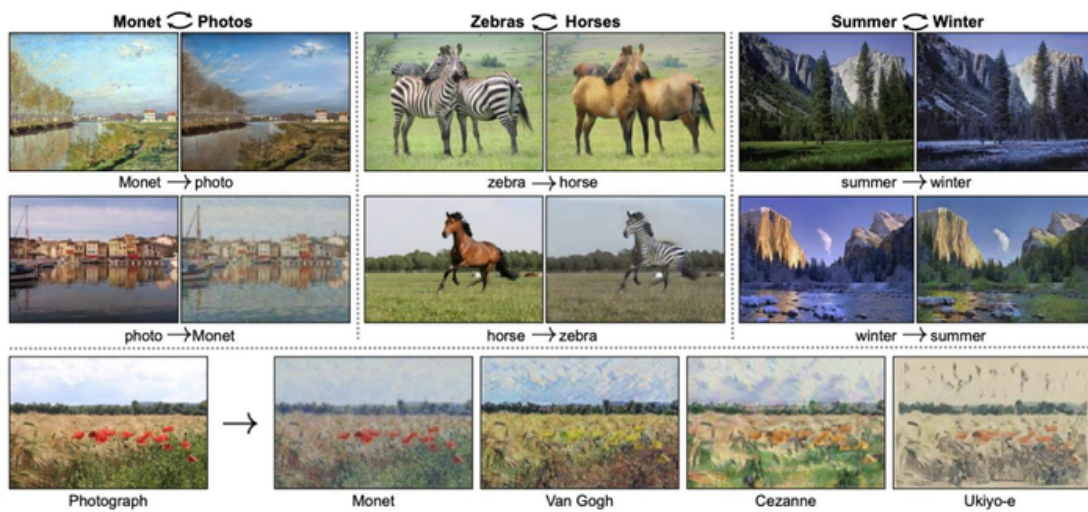 Monet Photos
Zebras Horses
Summer Winter
Monet → photo
zebra → horse
summer → winter
photo → Monet
horse → zebra
winter → summer
→
Photograph
Monet
Van Gogh
Cezanne
Ukiyo-e